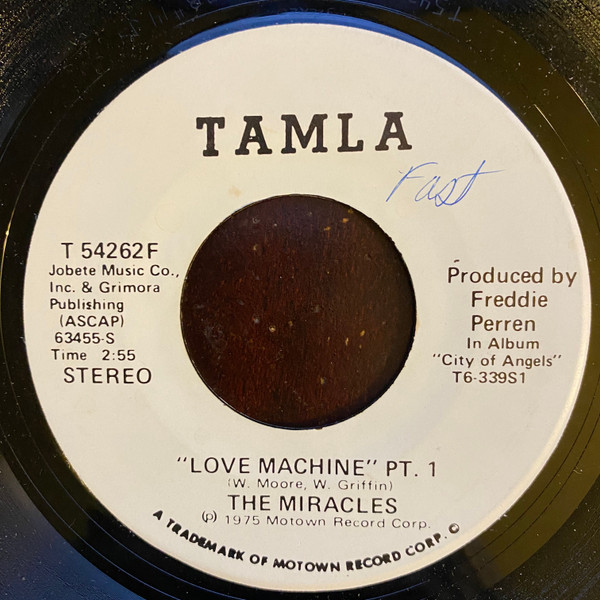 TAMLA
Fast
T 54262F
Jobete Music Co.,
Inc. & Grimora
Publishing
(ASCAP)
63455-S
Time 2:55
STEREO
Produced by
Freddie
Perren
In Album
"City of Angels"
T6-339S1
"LOVE MACHINE" PT. 1
(W. Moore, W. Griffin)
THE MIRACLES
(p) 1975 Motown Record Corp.
A TRADEMARK OF MOTOWN RECORD CORP. ©